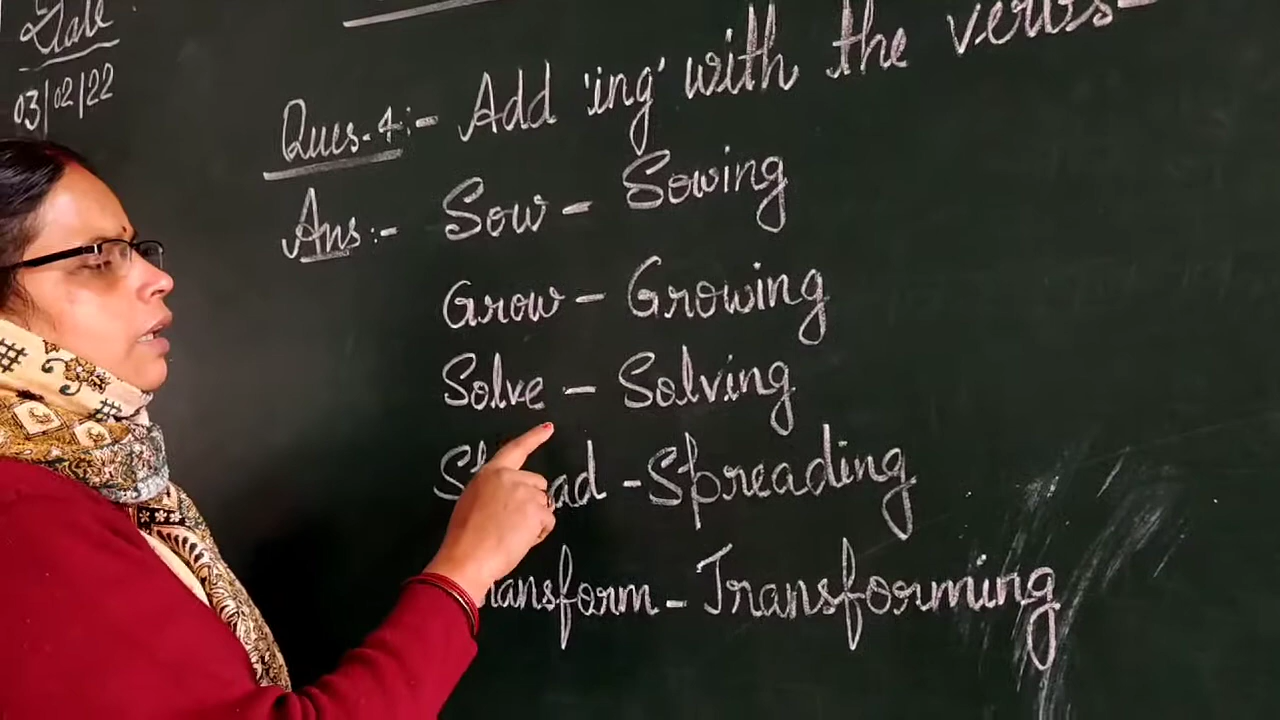 Date
03/02/22
Ques. 4:- Add 'ing' with the verbs-
Ans:- Sow - Sowing
Grow - Growing
Solve - Solving
- Spreading
- Transforming